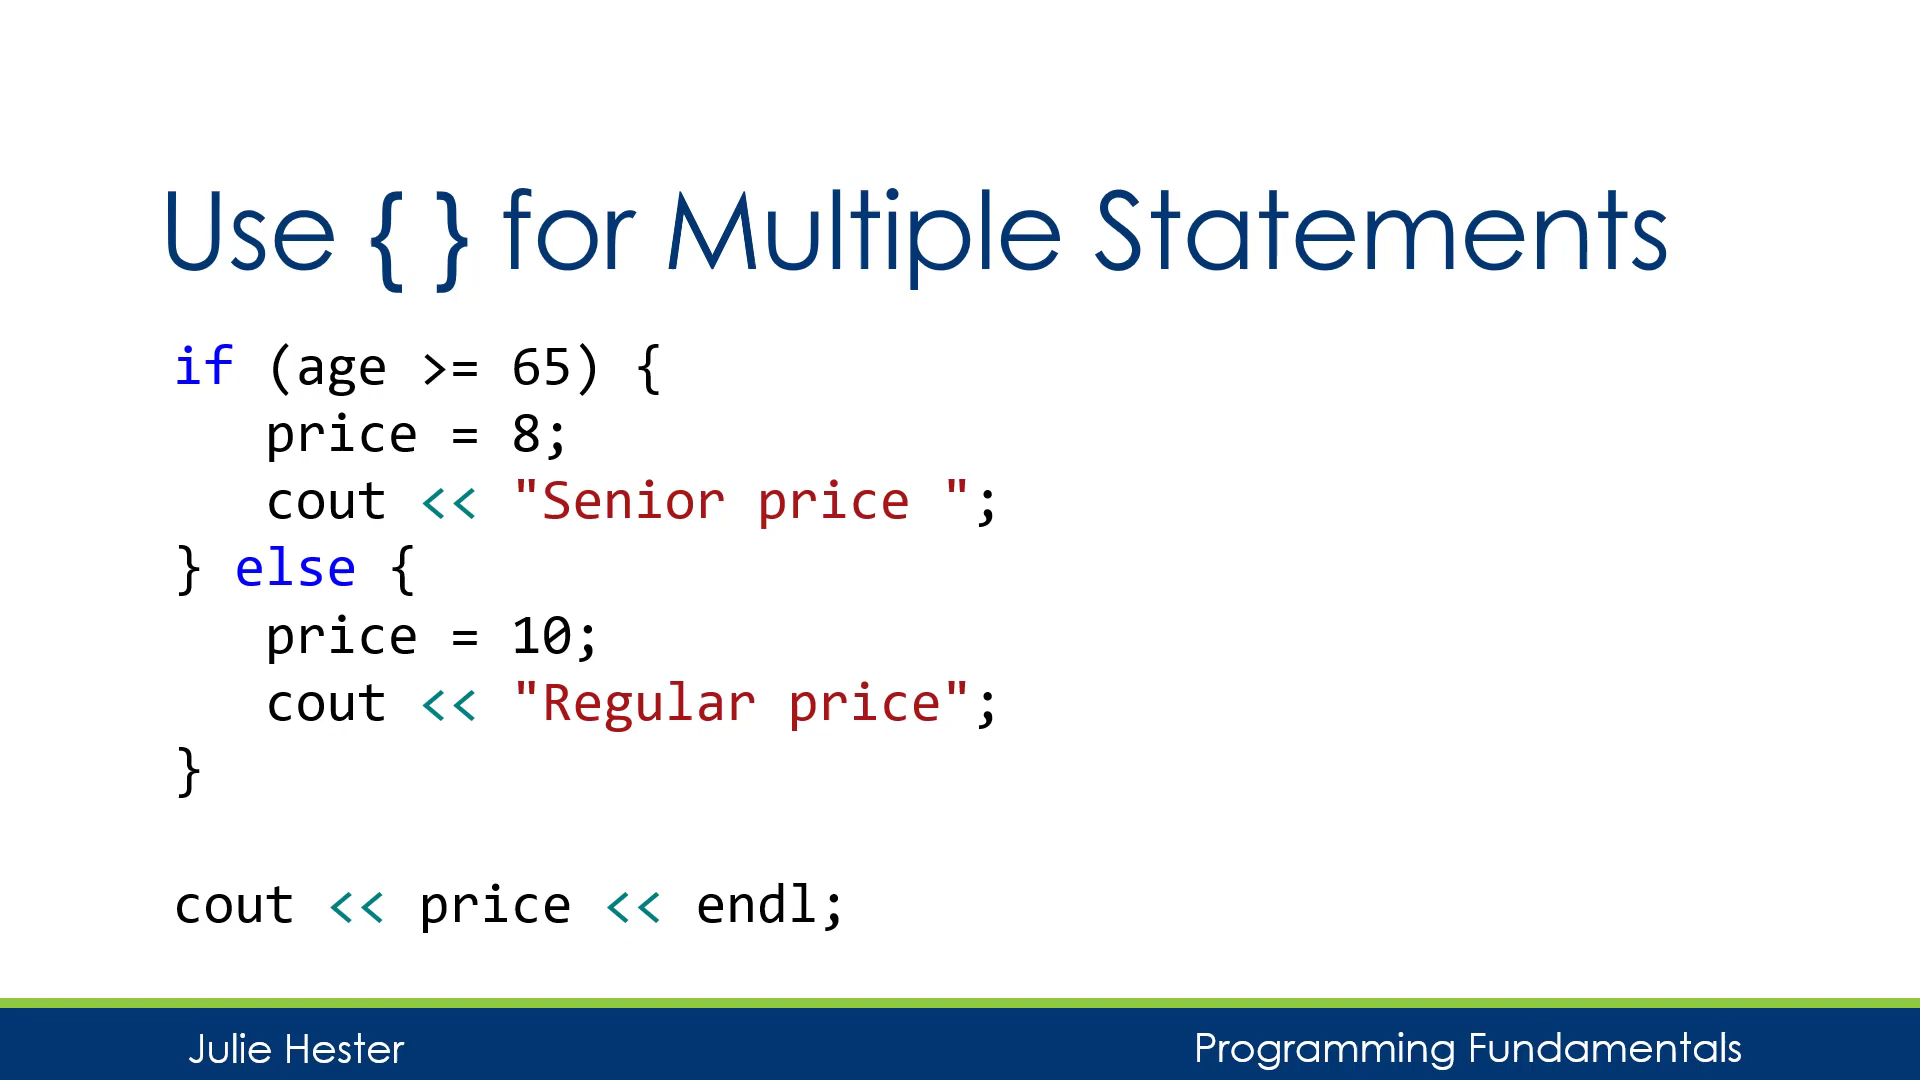 Use { } for Multiple Statements
if (age >= 65) {
   price = 8;
   cout << "Senior price ";
} else {
   price = 10;
   cout << "Regular price";
}
cout << price << endl;
Julie Hester
Programming Fundamentals